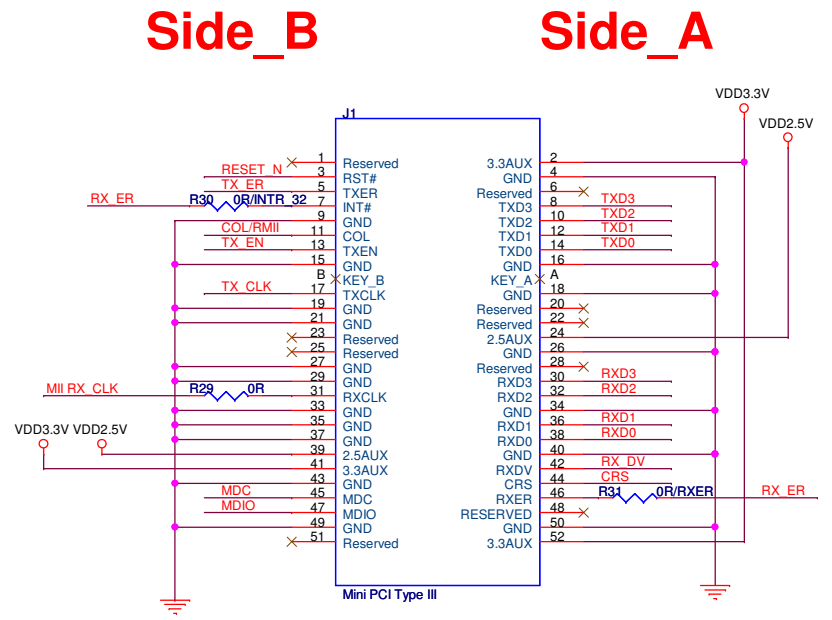 Side_B Side_A
VDD3.3V
J1
VDD2.5V
1 Reserved 3.3AUX 2
RESET_N 3 RST# GND 4
TX_ER 5 TXER Reserved 6
RX_ER R30 0R/INTR_32 7 INT# TXD3 8 TXD3
9 GND TXD2 10 TXD2
COL/RMII 11 COL TXD1 12 TXD1
TX_EN 13 TXEN TXD0 14 TXD0
15 GND GND 16
B KEY_B KEY_A A
TX_CLK 17 TXCLK GND 18
19 GND Reserved 20
21 GND Reserved 22
23 Reserved 2.5AUX 24
25 Reserved GND 26
27 GND Reserved 28
29 GND RXD3 30 RXD3
MII RX_CLK R29 0R 31 RXCLK RXD2 32 RXD2
33 GND GND 34
35 GND RXD1 36 RXD1
VDD3.3V VDD2.5V 37 GND RXD0 38 RXD0
39 2.5AUX GND 40
41 3.3AUX RXDV 42 RX_DV
43 GND CRS 44 CRS
MDC 45 MDC RXER 46 R31 0R/RXER RX_ER
MDIO 47 MDIO RESERVED 48
49 GND GND 50
51 Reserved 3.3AUX 52
Mini PCI Type III